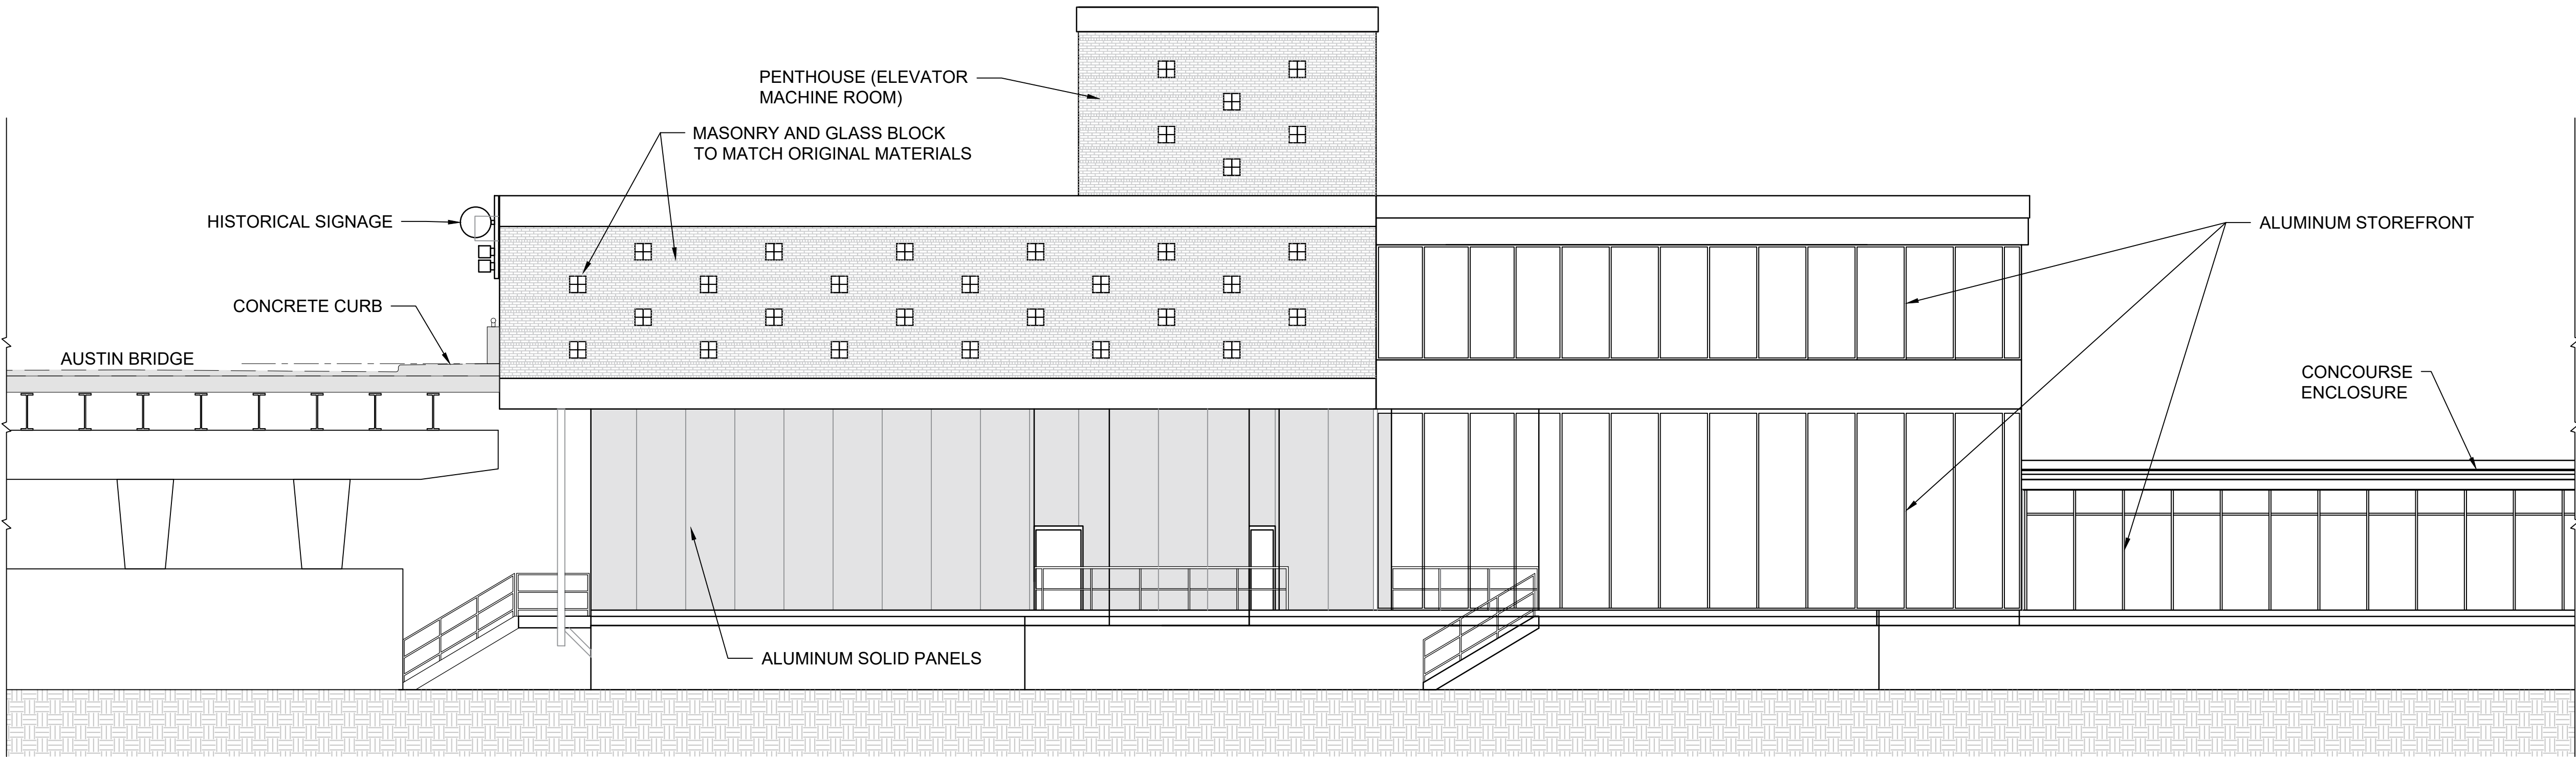 PENTHOUSE (ELEVATOR
MACHINE ROOM)
MASONRY AND GLASS BLOCK
TO MATCH ORIGINAL MATERIALS
HISTORICAL SIGNAGE
ALUMINUM STOREFRONT
CONCRETE CURB
AUSTIN BRIDGE
CONCOURSE
ENCLOSURE
ALUMINUM SOLID PANELS